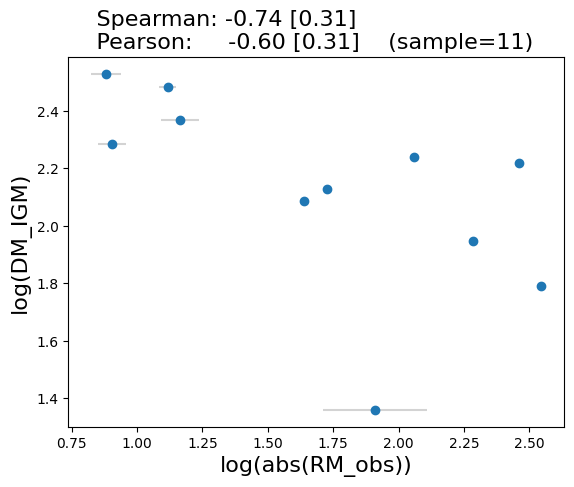 Spearman: -0.74 [0.31]
Pearson: -0.60 [0.31] (sample=11)
2.4
2.2
2.0
1.8
1.6
1.4
log(DM_IGM)
0.75 1.00 1.25 1.50 1.75 2.00 2.25 2.50
log(abs(RM_obs))